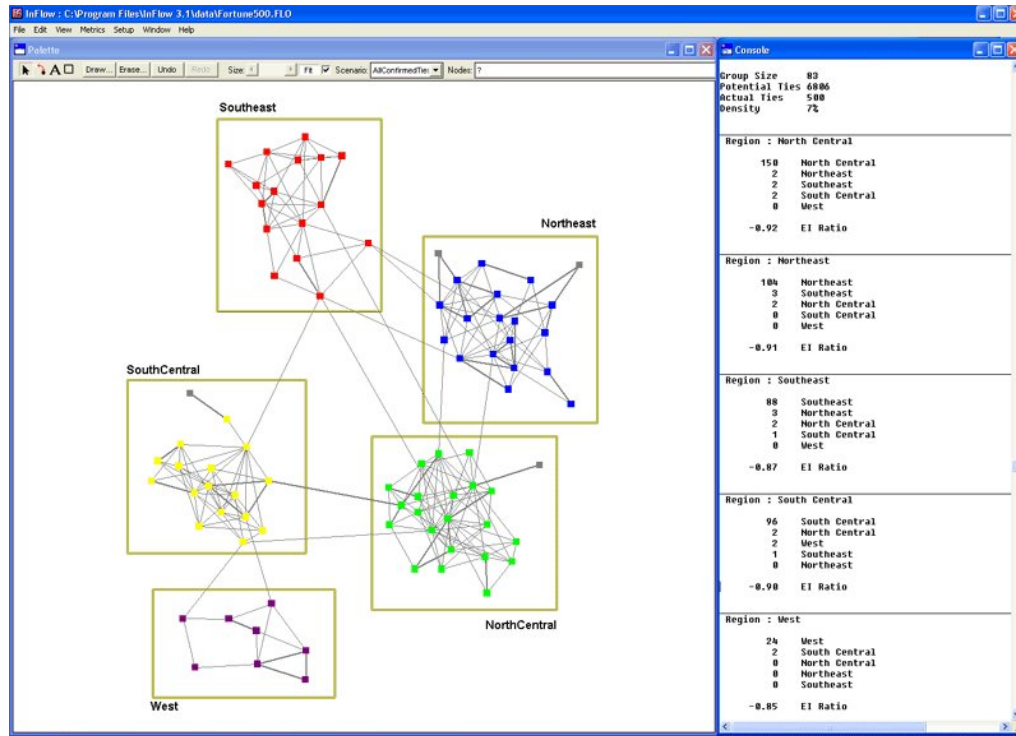 InFlow : C:\Program Files\InFlow 3.1\data\Fortune500.FLO
File Edit View Metrics Setup Window Help
Palette
A Draw... Erase... Undo Redo Size: Fit Scenario: AllConfirmedTie Nodes: ?
Southeast
Northeast
SouthCentral
NorthCentral
West
Console
Group Size 83
Potential Ties 6806
Actual Ties 500
Density 7%
Region : North Central
150 North Central
2 Northeast
2 Southeast
2 South Central
0 West
-0.92 EI Ratio
Region : Northeast
104 Northeast
3 Southeast
2 North Central
0 South Central
0 West
-0.91 EI Ratio
Region : Southeast
88 Southeast
3 Northeast
2 North Central
1 South Central
0 West
-0.87 EI Ratio
Region : South Central
96 South Central
2 North Central
2 West
1 Southeast
0 Northeast
-0.90 EI Ratio
Region : West
24 West
2 South Central
0 North Central
0 Northeast
0 Southeast
-0.85 EI Ratio